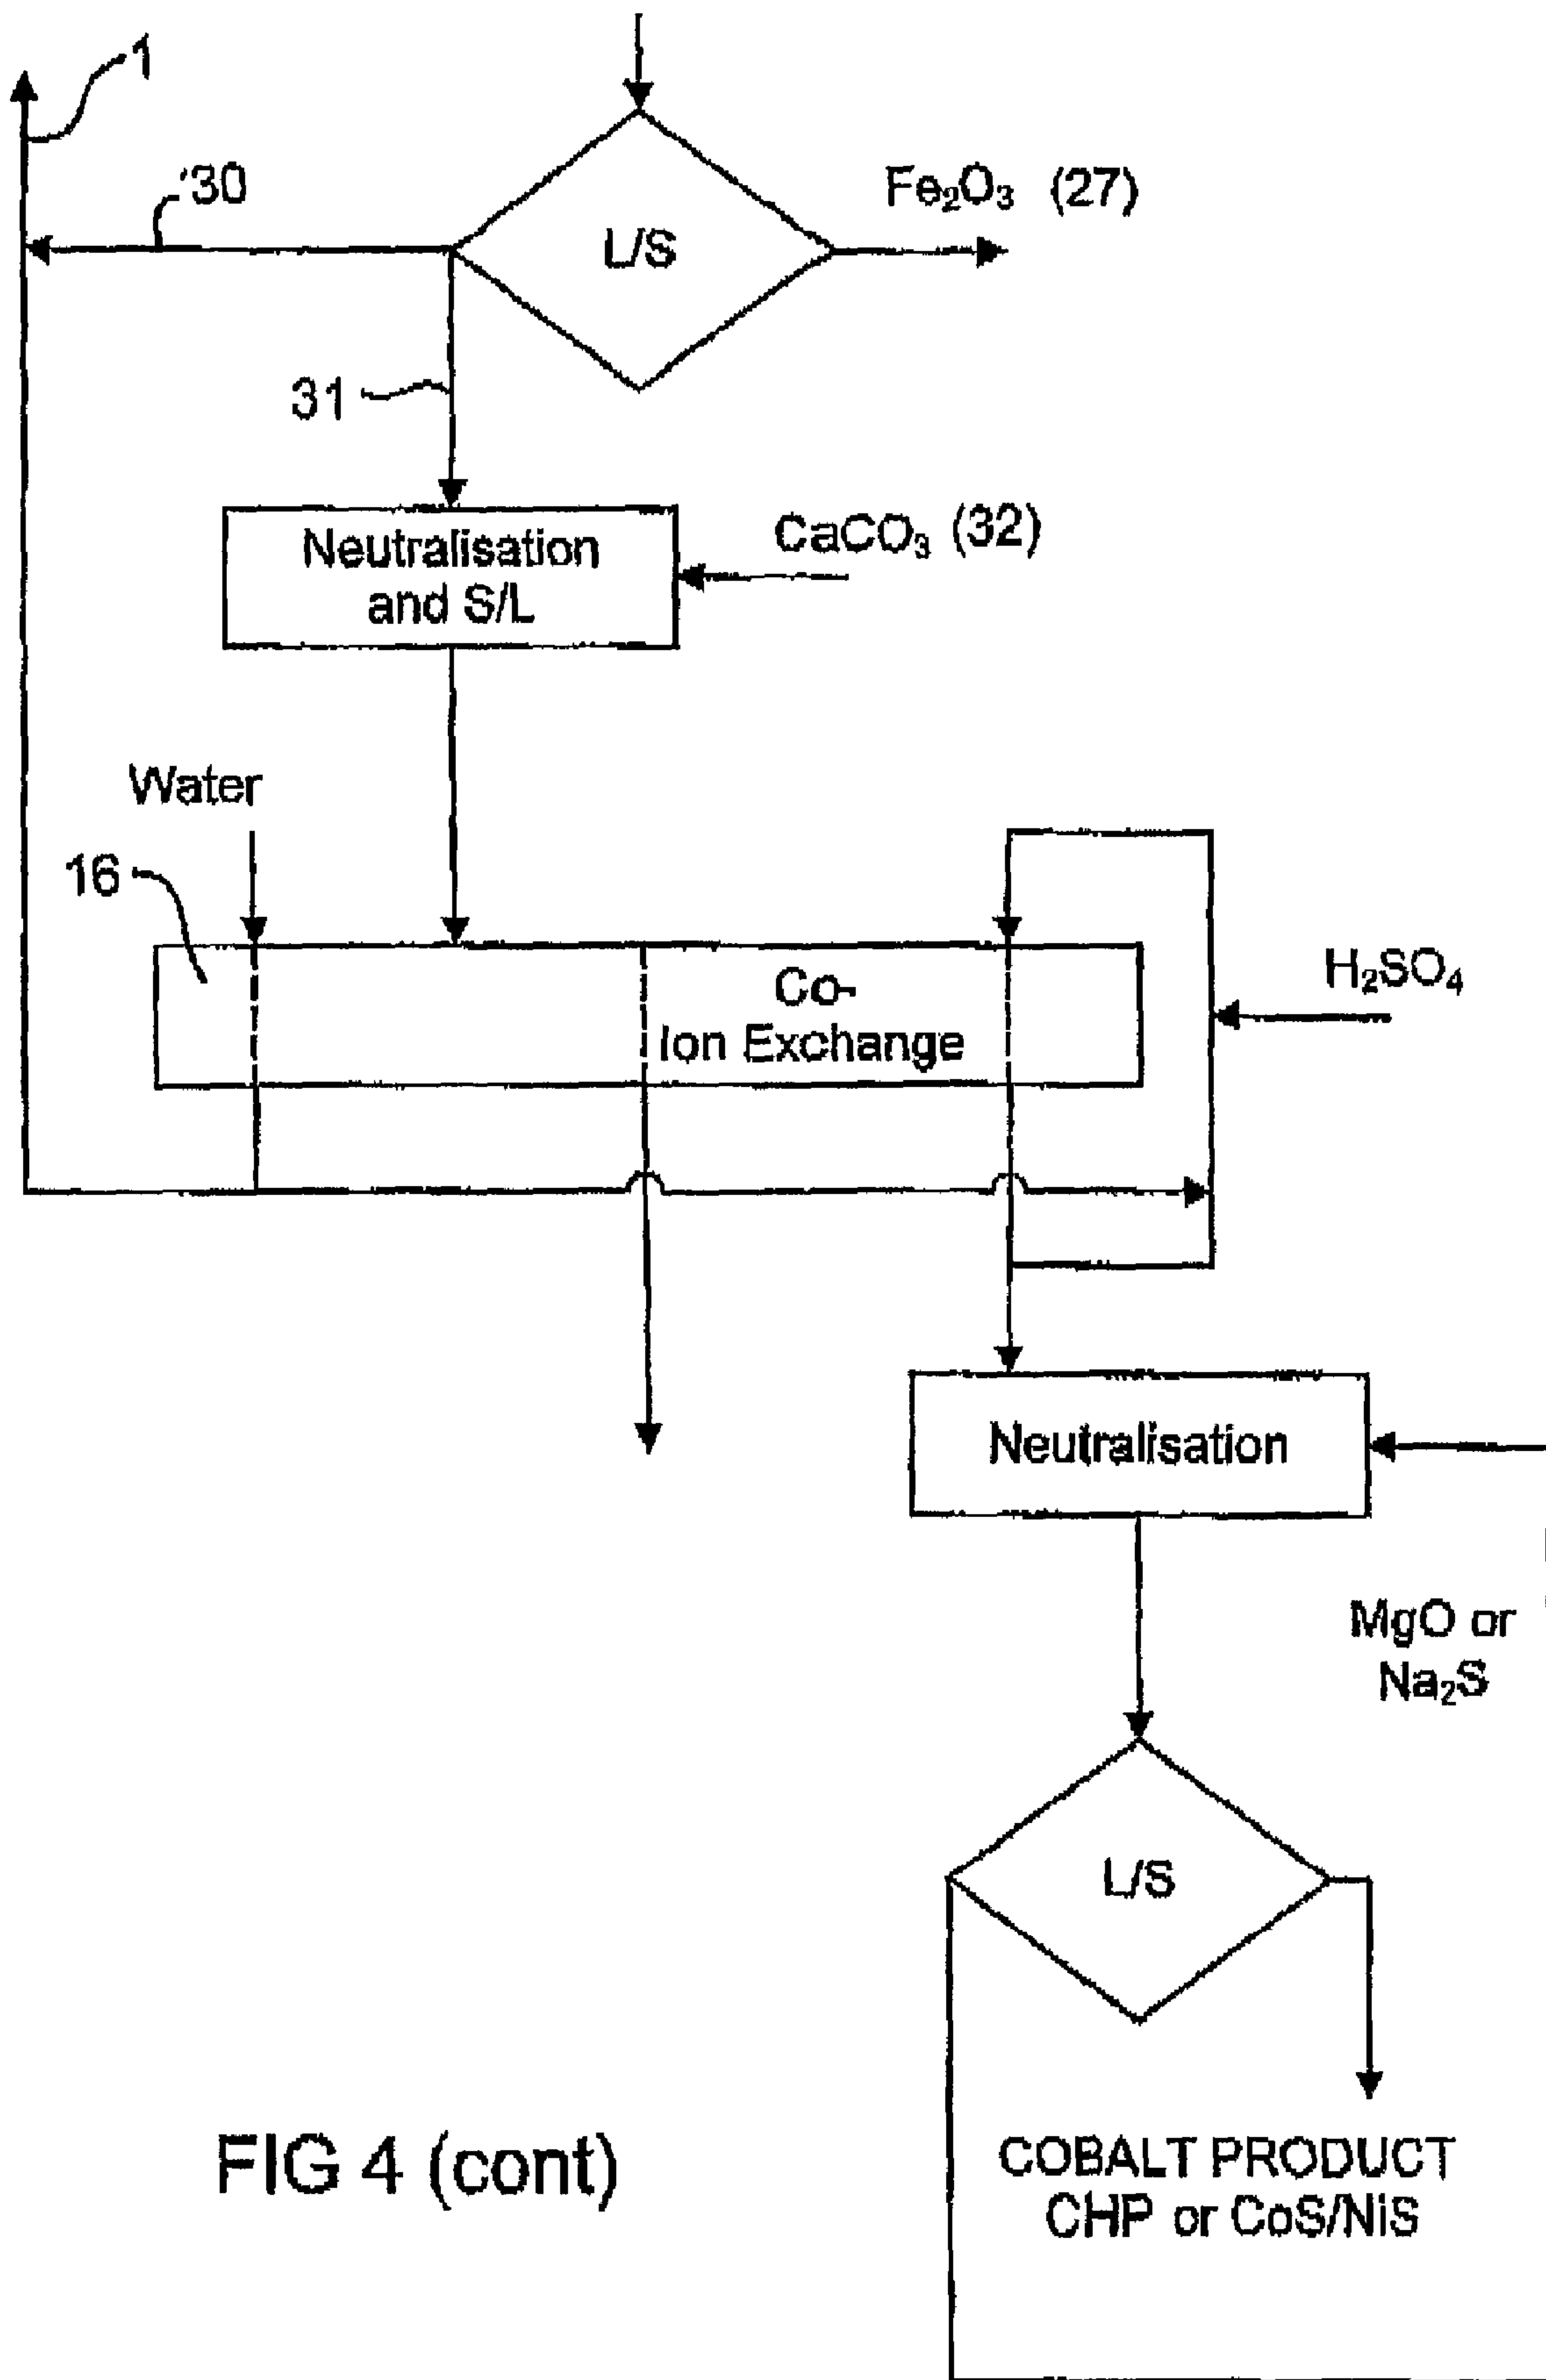 1
30
Fe₂O₃ (27)
L/S
31
Neutralisation
and S/L
CaCO₃ (32)
Water
16
Co-
Ion Exchange
H₂SO₄
Neutralisation
MgO or
Na₂S
L/S
COBALT PRODUCT
CHP or CoS/NiS
FIG 4 (cont)